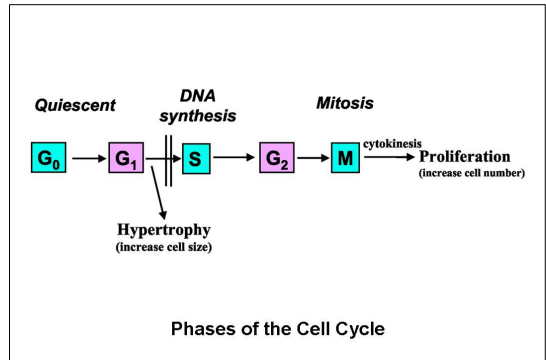 Quiescent
DNA
synthesis
Mitosis
G0
G1
S
G2
M
cytokinesis
Proliferation
(increase cell number)
Hypertrophy
(increase cell size)
Phases of the Cell Cycle